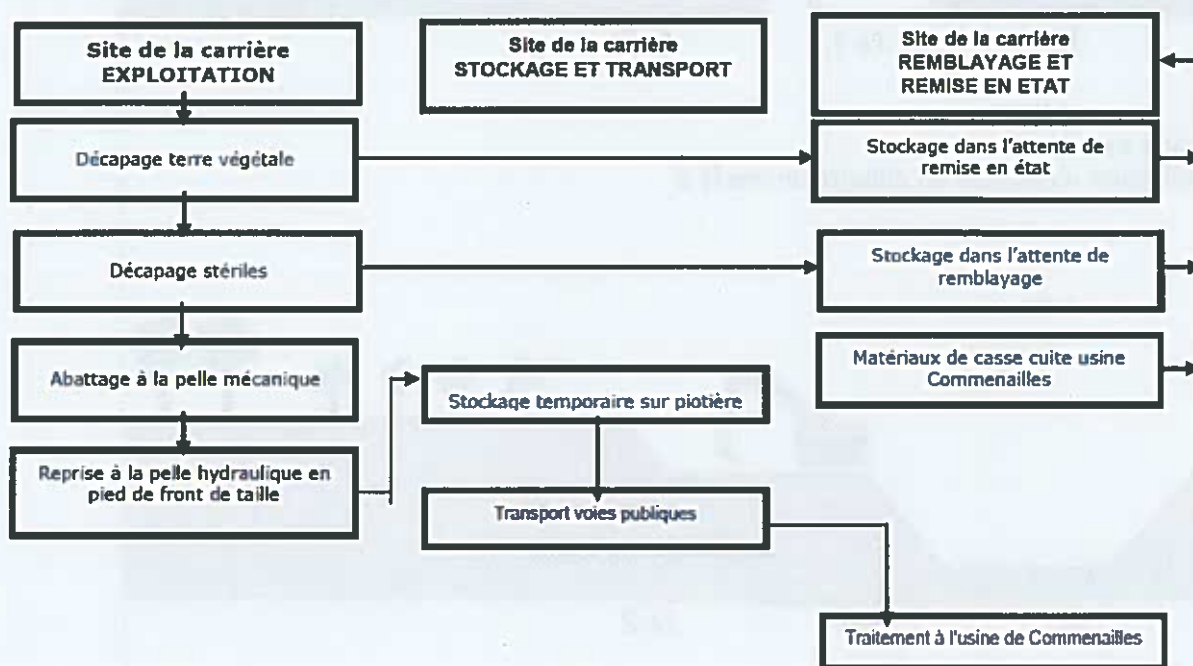 Site de la carrière
EXPLOITATION
Décapage terre végétale
Décapage stériles
Abattage à la pelle mécanique
Reprise à la pelle hydraulique en
pied de front de taille
Site de la carrière
STOCKAGE ET TRANSPORT
Stockage temporaire sur piotière
Transport voies publiques
Site de la carrière
REMBLAYAGE ET
REMISE EN ETAT
Stockage dans l'attente de
remise en état
Stockage dans l'attente de
remblayage
Matériaux de casse cuite usine
Commenailles
Traitement à l'usine de Commenailles